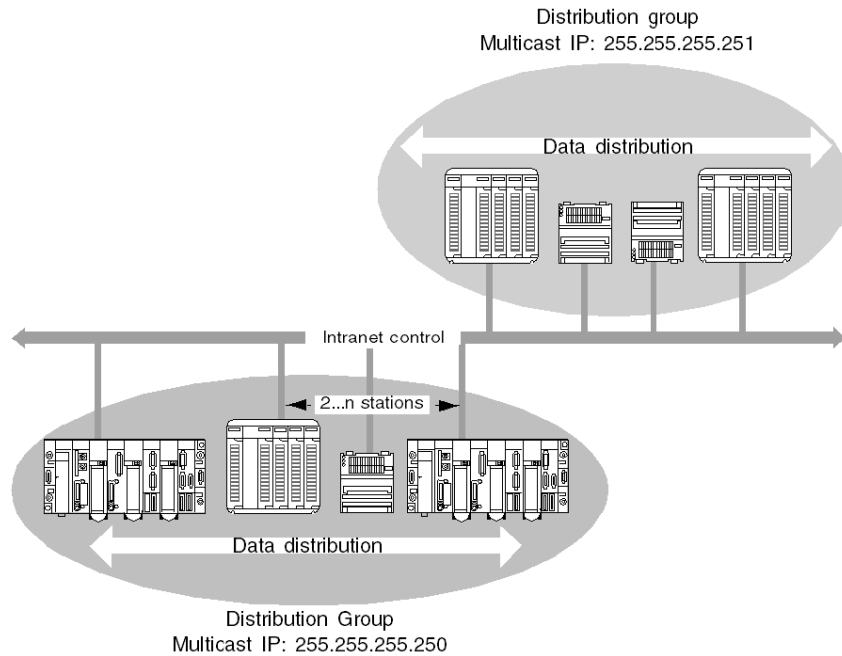 Distribution group
Multicast IP: 255.255.255.251
Data distribution
Intranet control
2...n stations
Data distribution
Distribution Group
Multicast IP: 255.255.255.250